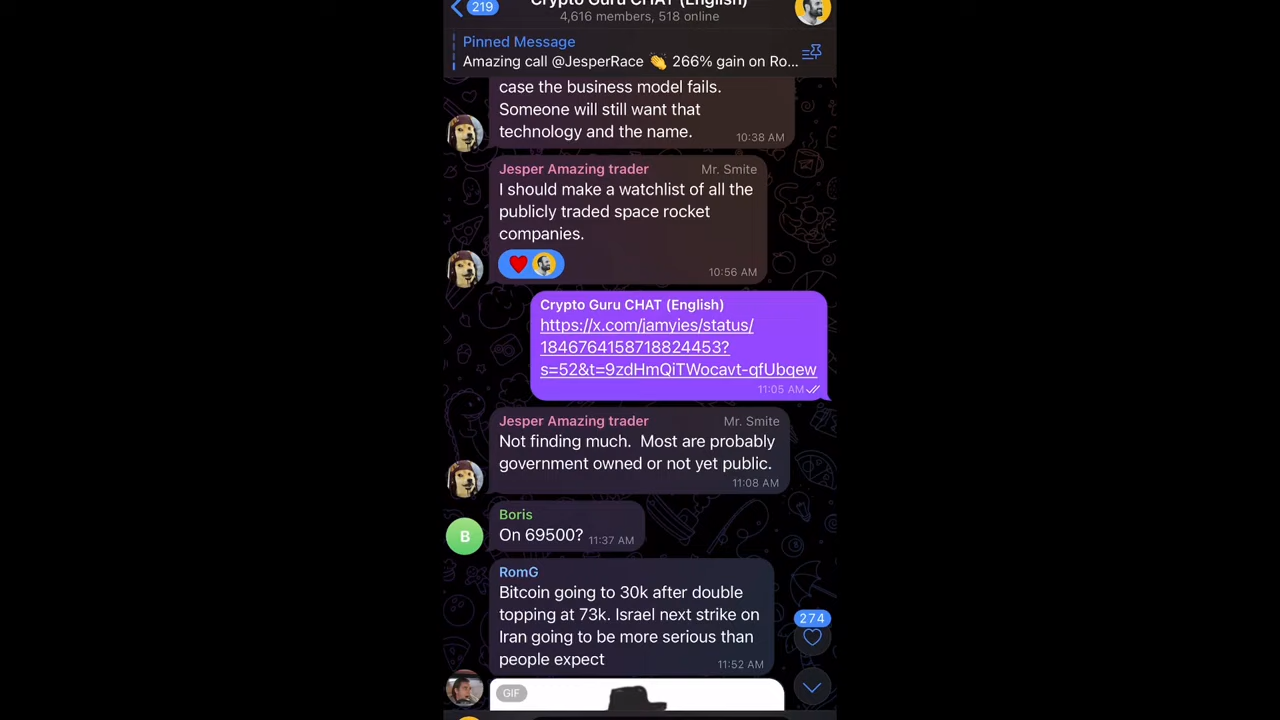 219
Crypto Guru CHAT (English)
4,616 members, 518 online
Pinned Message
Amazing call @JesperRace 👏 266% gain on Ro...
case the business model fails.
Someone will still want that
technology and the name.
10:38 AM
Jesper Amazing trader Mr. Smite
I should make a watchlist of all the
publicly traded space rocket
companies.
10:56 AM
Crypto Guru CHAT (English)
https://x.com/jamyies/status/
1846764158718824453?
s=52&t=9zdHmQiTWocavt-qfUbqew
11:05 AM
Jesper Amazing trader Mr. Smite
Not finding much. Most are probably
government owned or not yet public.
11:08 AM
B
Boris
On 69500?
11:37 AM
RomG
Bitcoin going to 30k after double
topping at 73k. Israel next strike on
Iran going to be more serious than
people expect
11:52 AM
274
GIF